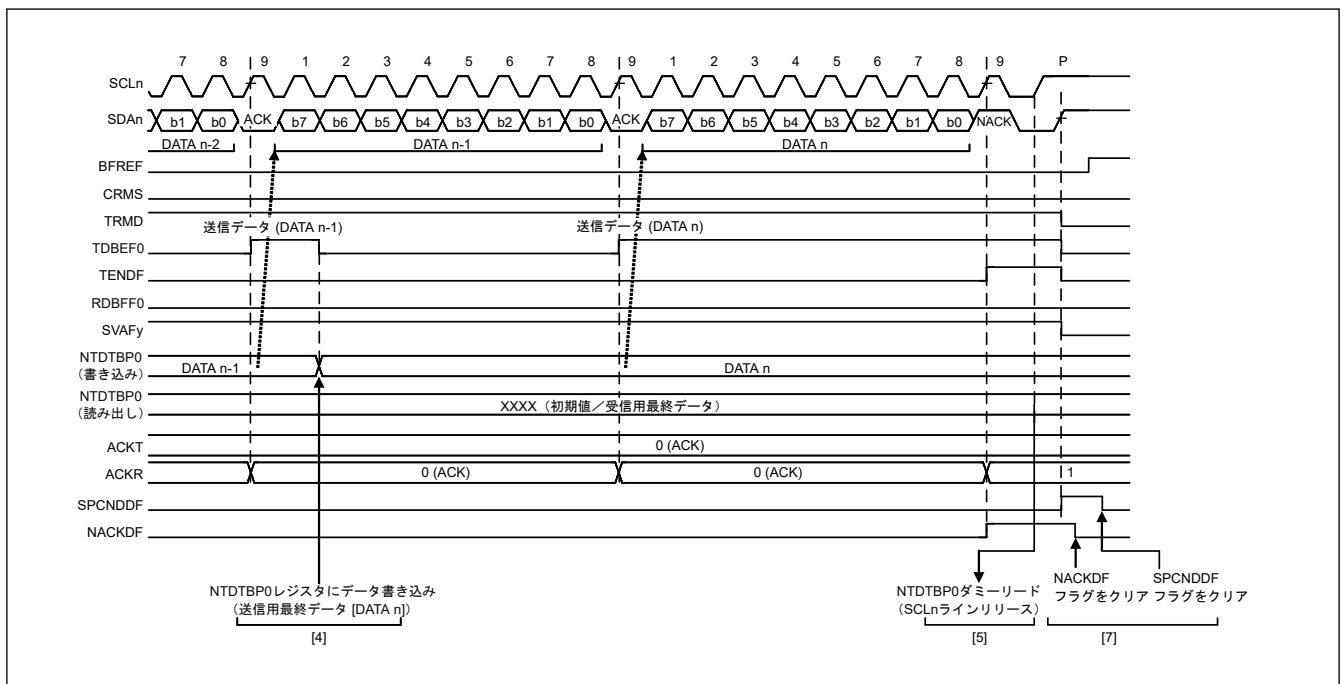 7 8 9 1 2 3 4 5 6 7 8 9 1 2 3 4 5 6 7 8 9 P
SCLn
SDAn b1 b0 ACK b7 b6 b5 b4 b3 b2 b1 b0 ACK b7 b6 b5 b4 b3 b2 b1 b0 NACK
DATA n-2 DATA n-1 DATA n
BFREF
CRMS
TRMD
送信データ (DATA n-1) 送信データ (DATA n)
TDBEF0
TENDF
RDBFF0
SVAFy
NTDTBP0
（書き込み） DATA n-1 DATA n
NTDTBP0
（読み出し） XXXX（初期値／受信用最終データ）
ACKT 0 (ACK)
ACKR 0 (ACK) 0 (ACK) 1
SPCNDDF
NACKDF
NTDTBP0レジスタにデータ書き込み
（送信用最終データ [DATA n]）
[4]
NTDTBP0ダミーリード
（SCLnラインリリース）
[5]
NACKDF
フラグをクリア
SPCNDDF
フラグをクリア
[7]